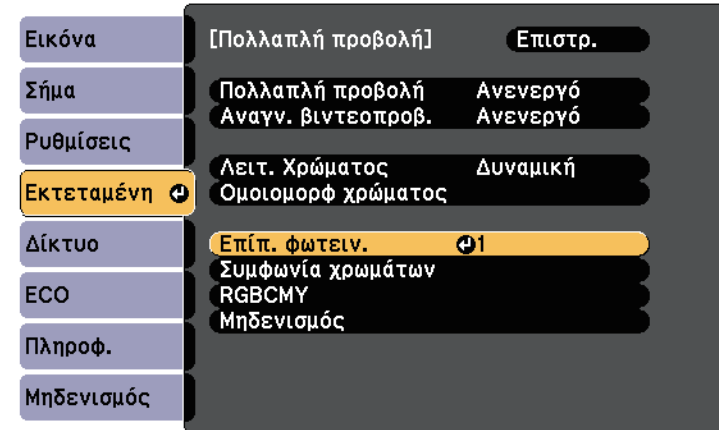 Εικόνα
Σήμα
Ρυθμίσεις
Εκτεταμένη
Δίκτυο
ECO
Πληροφ.
Μηδενισμός
[Πολλαπλή προβολή] Επιστρ.
Πολλαπλή προβολή Ανενεργό
Αναγν. βιντεοπροβ. Ανενεργό
Λειτ. Χρώματος Δυναμική
Ομοιομορφ χρώματος
Επίπ. φωτειν. 1
Συμφωνία χρωμάτων
RGBCMY
Μηδενισμός